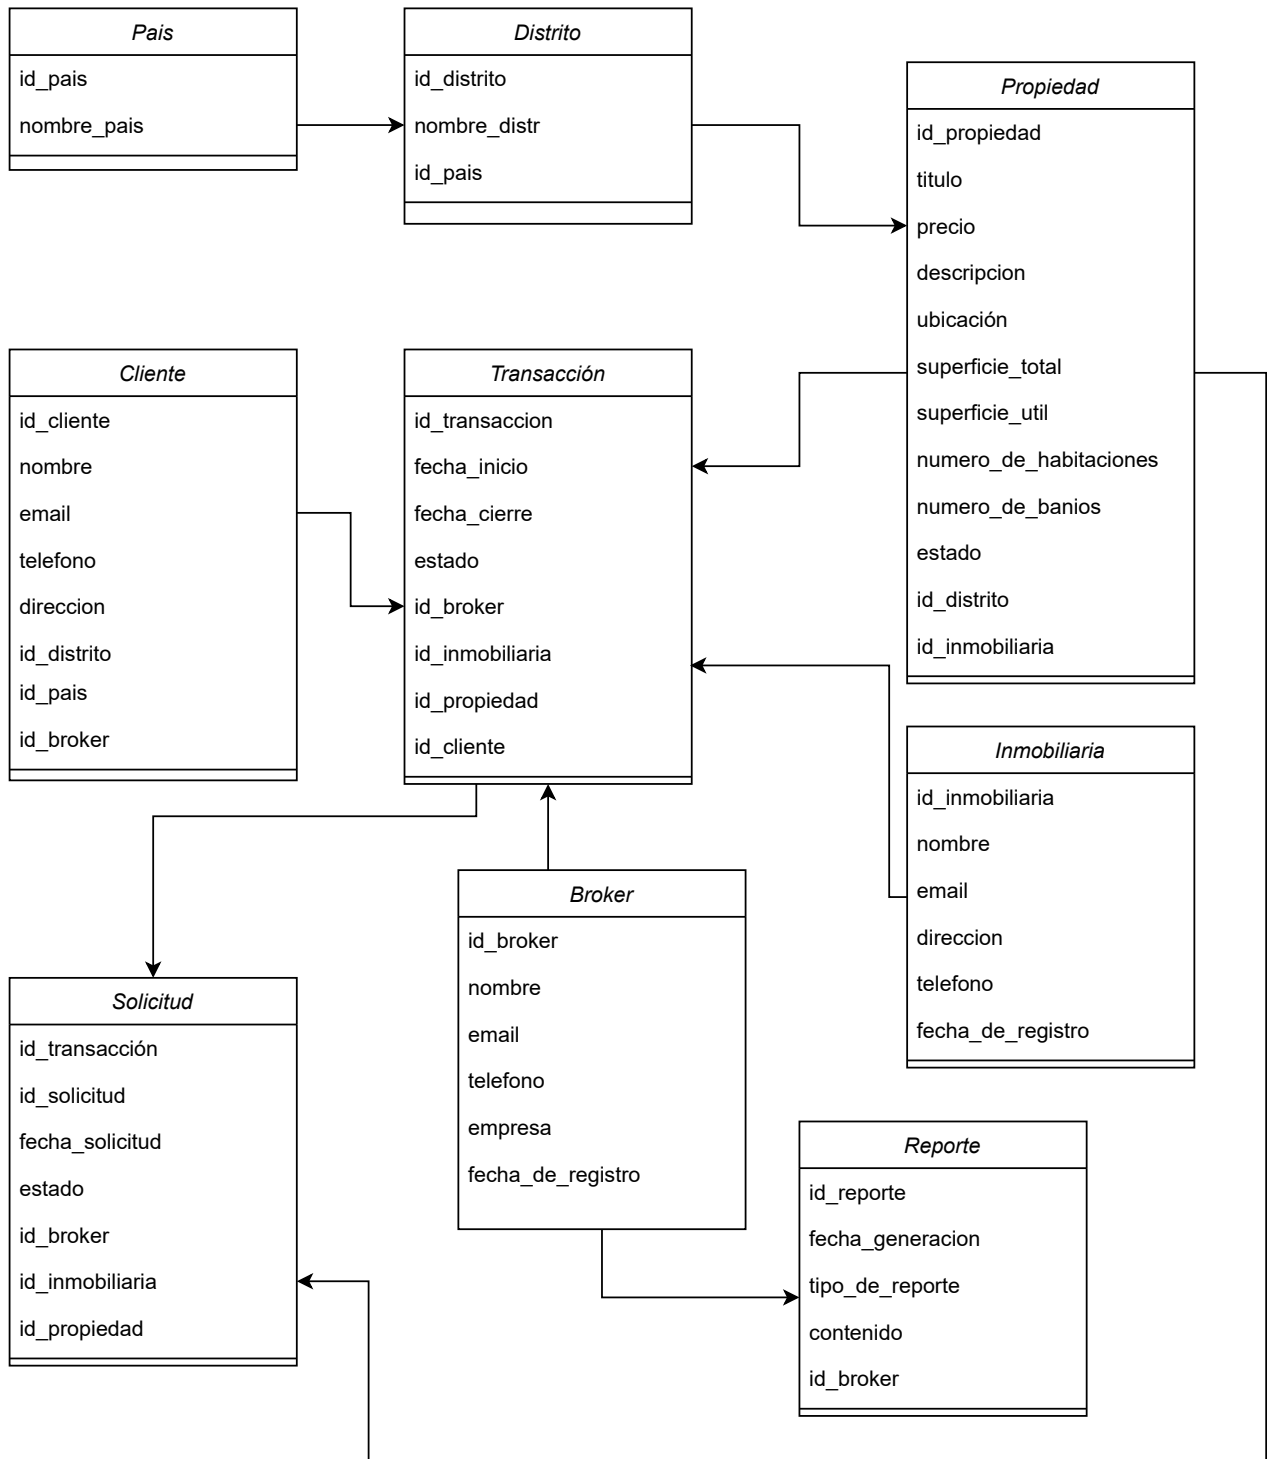 Pais
id_pais
nombre_pais
Distrito
id_distrito
nombre_distr
id_pais
Propiedad
id_propiedad
titulo
precio
descripcion
ubicación
superficie_total
superficie_util
numero_de_habitaciones
numero_de_banios
estado
id_distrito
id_inmobiliaria
Cliente
id_cliente
nombre
email
telefono
direccion
id_distrito
id_pais
id_broker
Transacción
id_transaccion
fecha_inicio
fecha_cierre
estado
id_broker
id_inmobiliaria
id_propiedad
id_cliente
Inmobiliaria
id_inmobiliaria
nombre
email
direccion
telefono
fecha_de_registro
Broker
id_broker
nombre
email
telefono
empresa
fecha_de_registro
Solicitud
id_transacción
id_solicitud
fecha_solicitud
estado
id_broker
id_inmobiliaria
id_propiedad
Reporte
id_reporte
fecha_generacion
tipo_de_reporte
contenido
id_broker